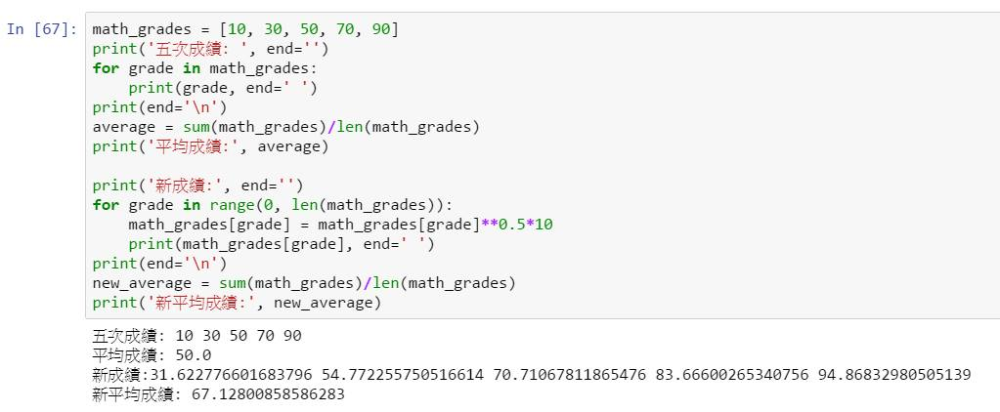 In [67]: math_grades = [10, 30, 50, 70, 90]
print('五次成績: ', end='')
for grade in math_grades:
    print(grade, end=' ')
print(end='\n')
average = sum(math_grades)/len(math_grades)
print('平均成績:', average)

print('新成績:', end='')
for grade in range(0, len(math_grades)):
    math_grades[grade] = math_grades[grade]**0.5*10
    print(math_grades[grade], end=' ')
print(end='\n')
new_average = sum(math_grades)/len(math_grades)
print('新平均成績:', new_average)
五次成績: 10 30 50 70 90
平均成績: 50.0
新成績:31.622776601683796 54.772255750516614 70.71067811865476 83.66600265340756 94.86832980505139
新平均成績: 67.12800858586283